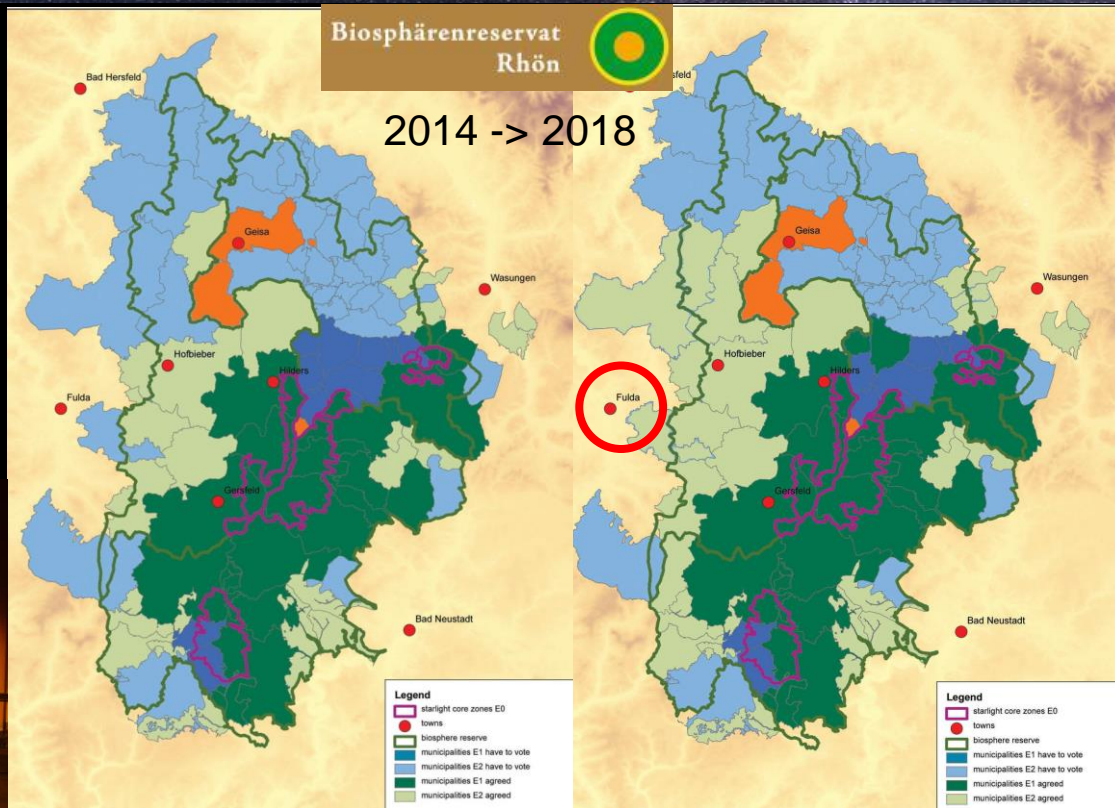 Biosphärenreservat
Rhön
2014 -> 2018
Bad Hersfeld
Geisa
Wasungen
Hofbieber
Hilders
Fulda
Gersfeld
Bad Neustadt
Legend
starlight core zones E0
towns
biosphere reserve
municipalities E1 have to vote
municipalities E2 have to vote
municipalities E1 agreed
municipalities E2 agreed
sfeld
Geisa
Wasungen
Hofbieber
Hilders
Fulda
Gersfeld
Bad Neustadt
Legend
starlight core zones E0
towns
biosphere reserve
municipalities E1 have to vote
municipalities E2 have to vote
municipalities E1 agreed
municipalities E2 agreed